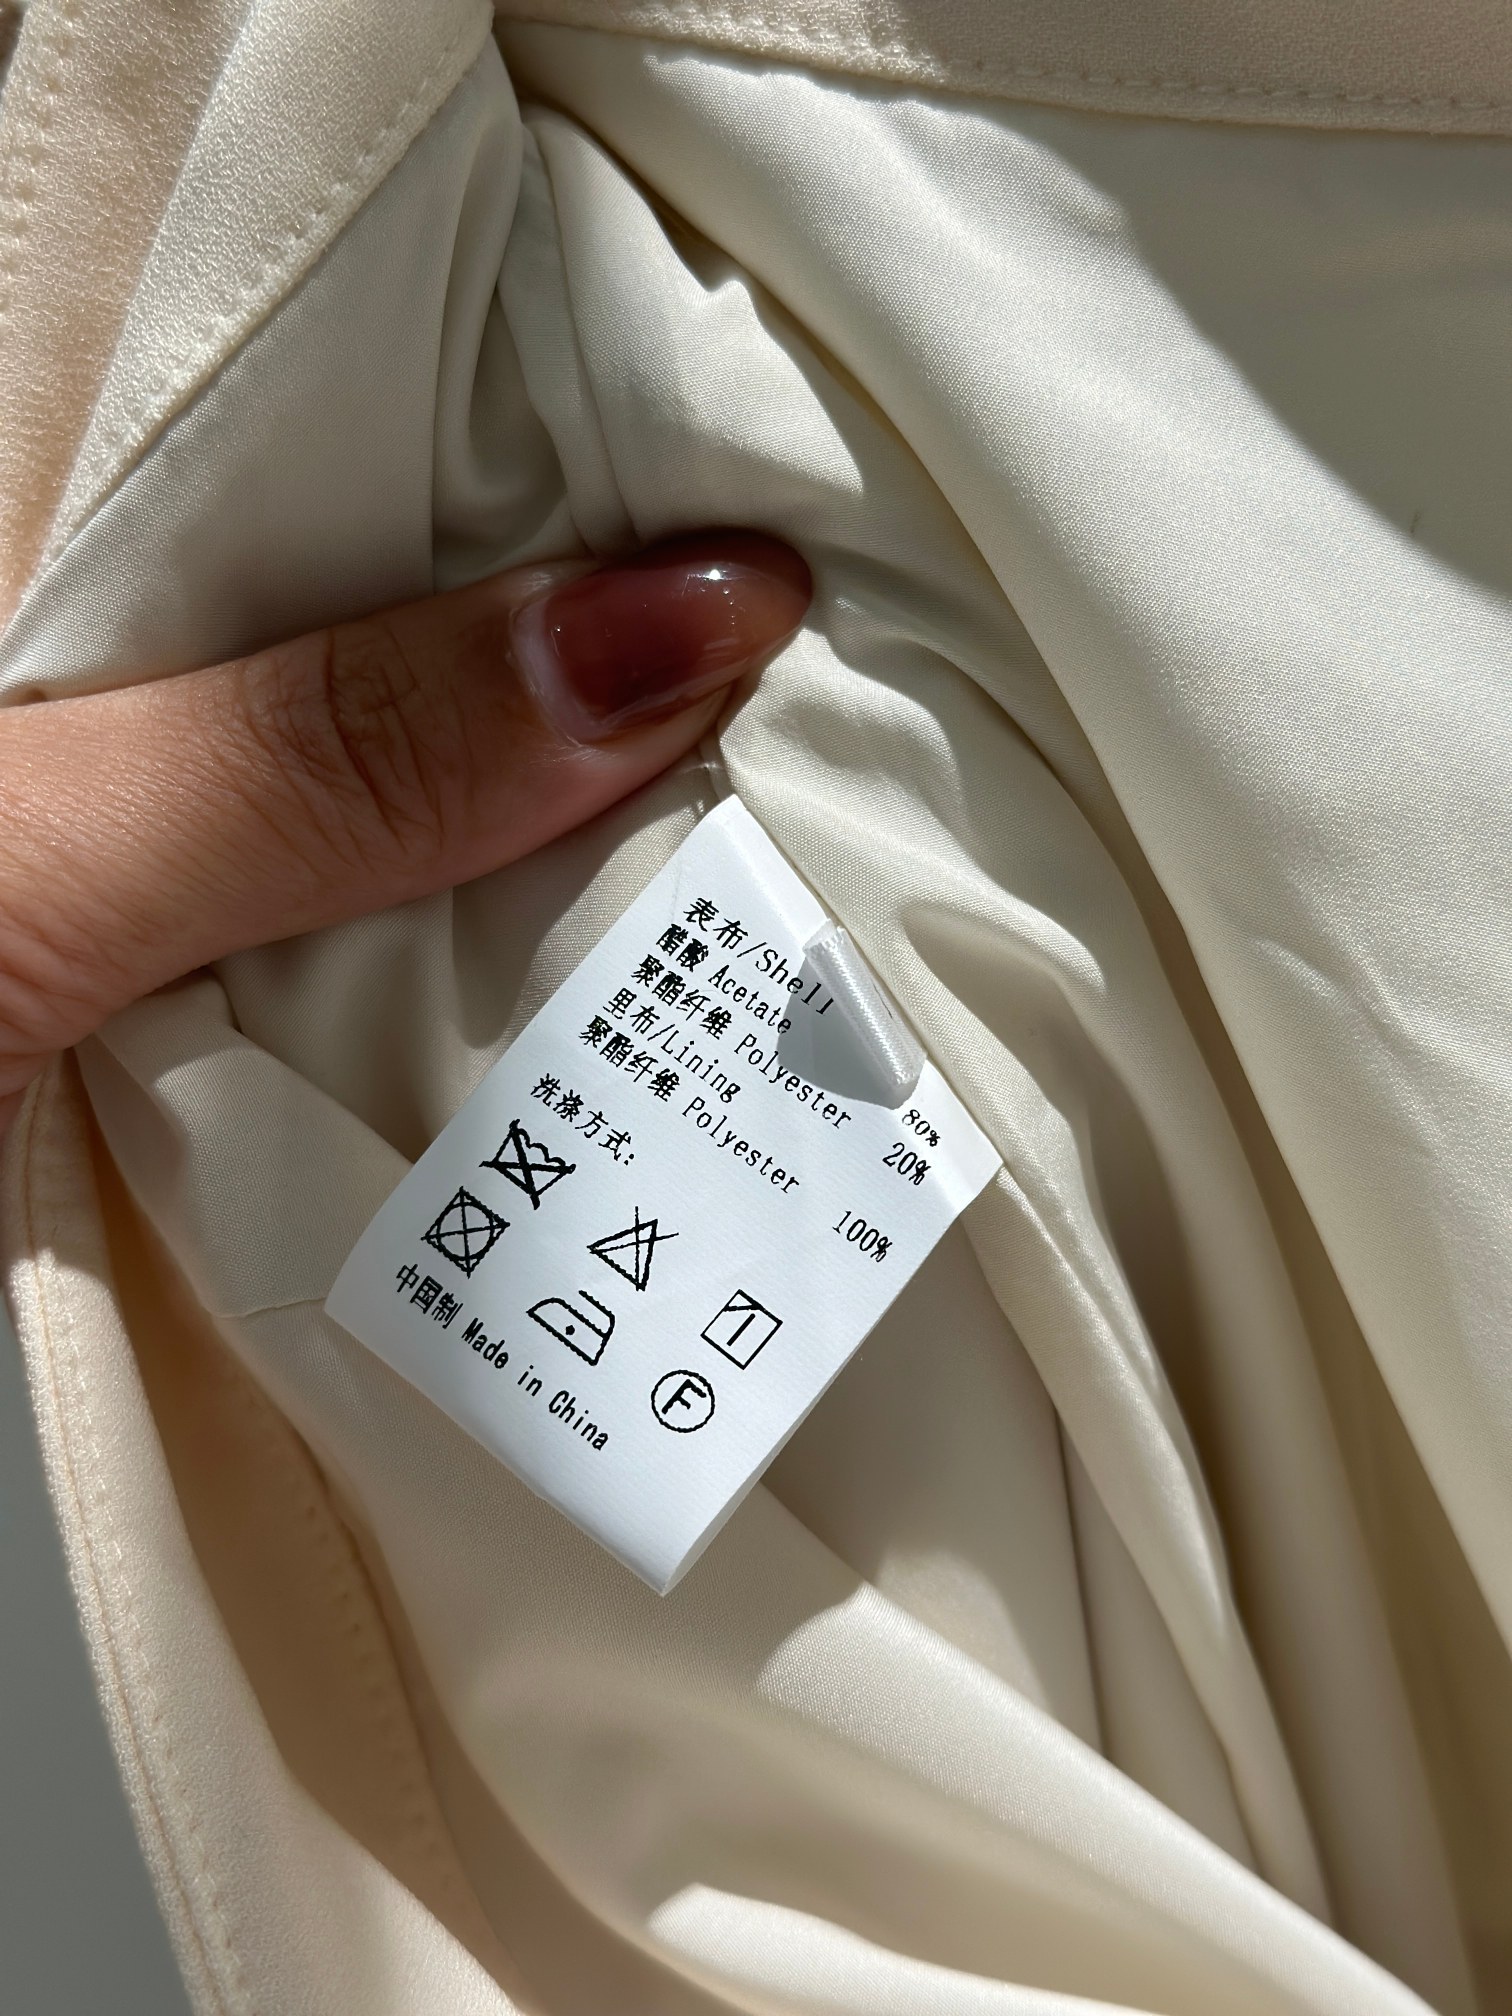 表布/Shell
醋酸 Acetate 80%
聚酯纤维 Polyester 20%
里布/Lining
聚酯纤维 Polyester 100%
洗涤方式:
F
中国制 Made in China